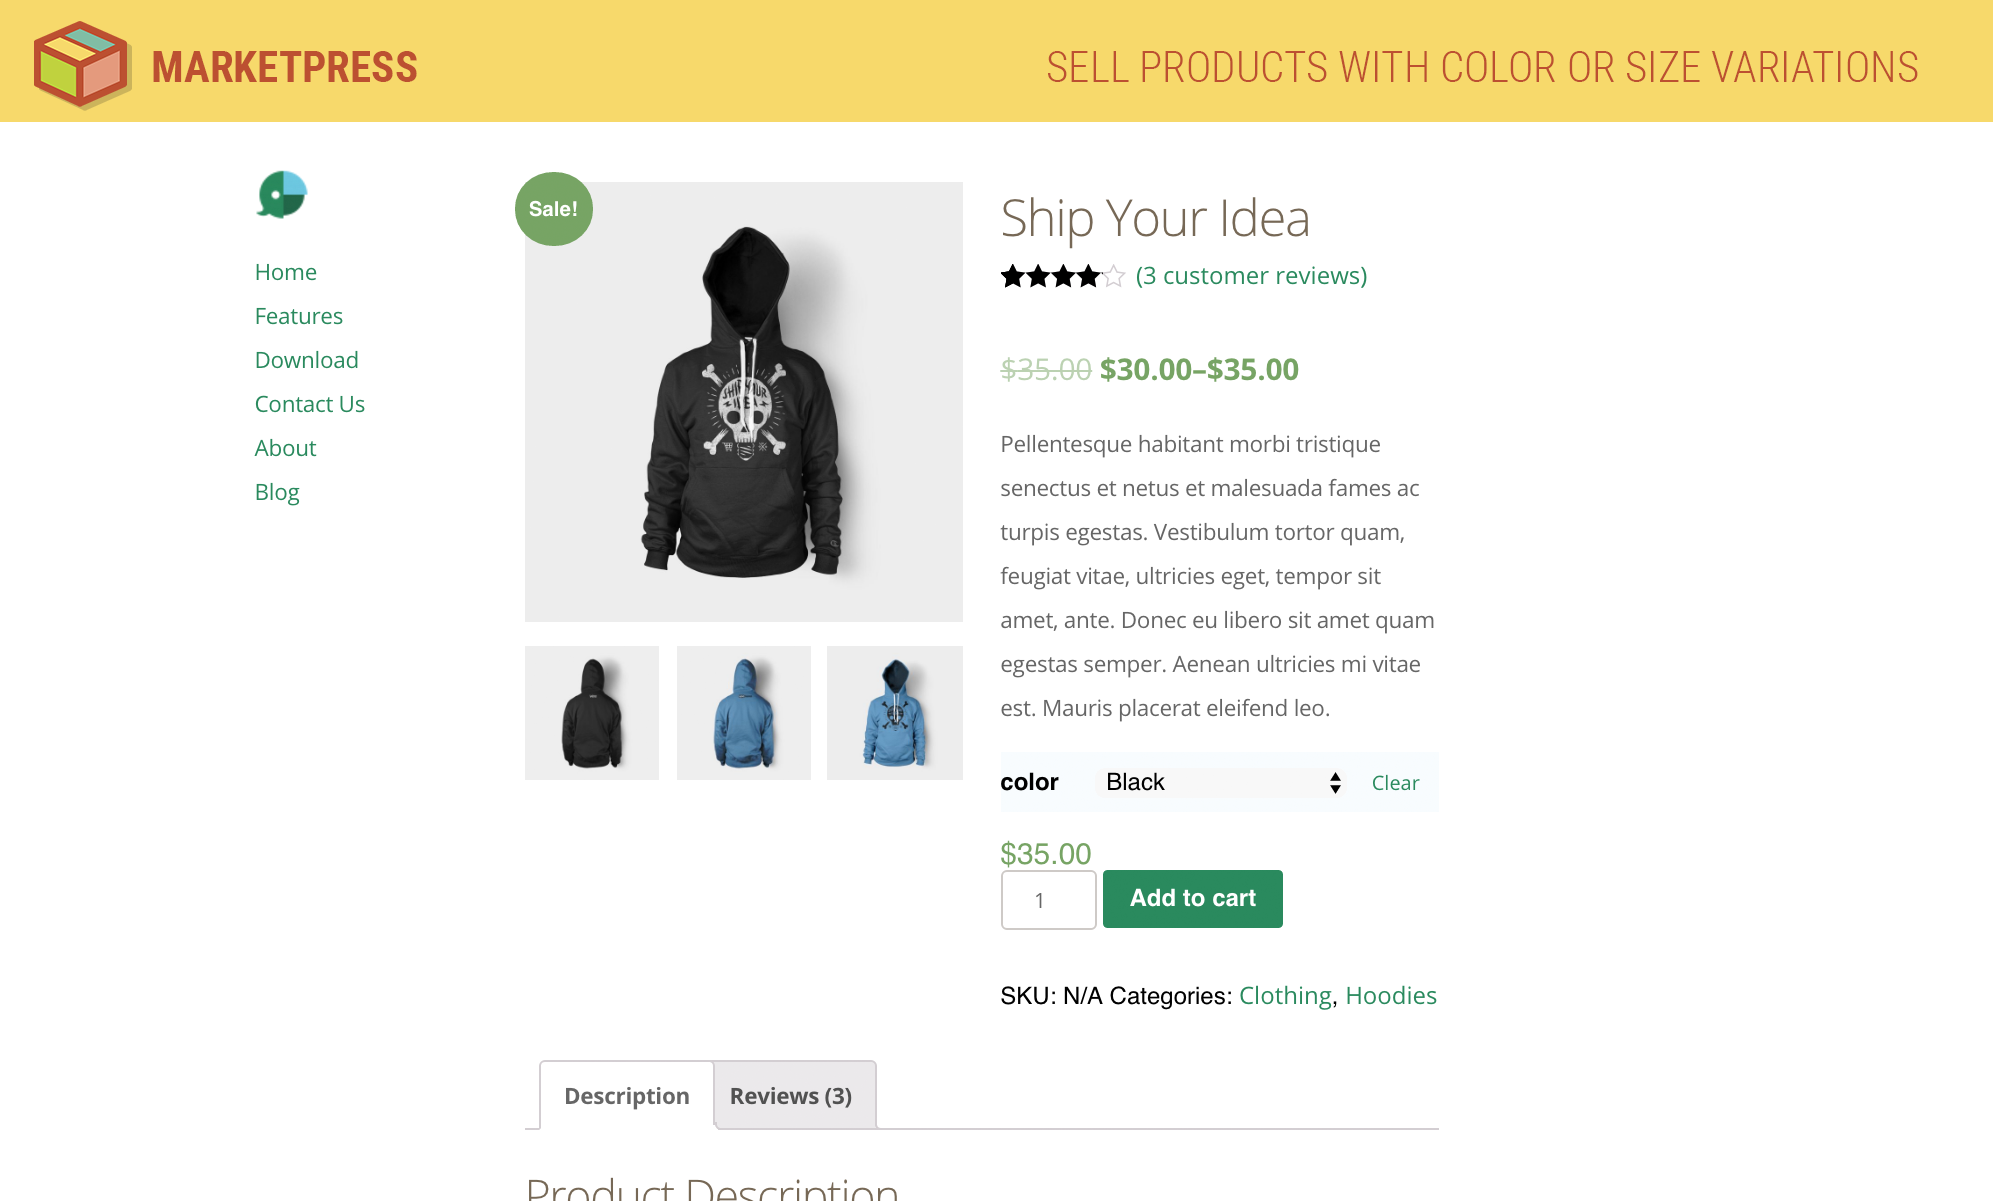 MARKETPRESS
SELL PRODUCTS WITH COLOR OR SIZE VARIATIONS
Home
Features
Download
Contact Us
About
Blog
Sale!
SHIP YOUR
IDEA
Ship Your Idea
(3 customer reviews)
$35.00 $30.00–$35.00
Pellentesque habitant morbi tristique
senectus et netus et malesuada fames ac
turpis egestas. Vestibulum tortor quam,
feugiat vitae, ultricies eget, tempor sit
amet, ante. Donec eu libero sit amet quam
egestas semper. Aenean ultricies mi vitae
est. Mauris placerat eleifend leo.
color Black Clear
$35.00
1 Add to cart
SKU: N/A Categories: Clothing, Hoodies
Description Reviews (3)
Product Description